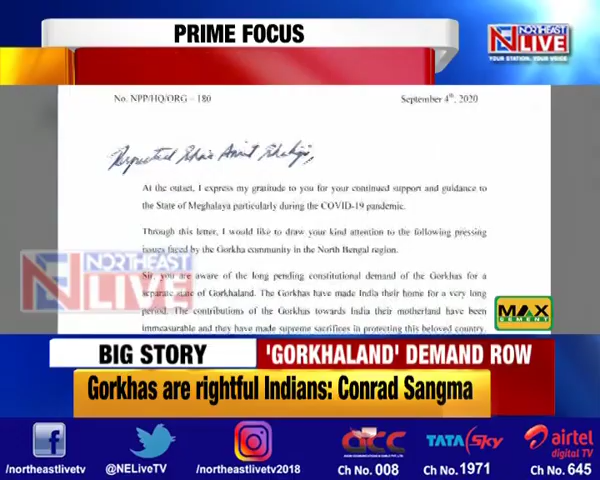 PRIME FOCUS
NORTHEAST
LIVE
YOUR STATION, YOUR VOICE
No. NPP/HQ/ORG – 180
September 4th, 2020
Respected Shri Amit Shahji,
At the outset, I express my gratitude to you for your continued support and guidance to
the State of Meghalaya particularly during the COVID-19 pandemic.
Through this letter, I would like to draw your kind attention to the following pressing
issues faced by the Gorkha community in the North Bengal region.
Sir, you are aware of the long pending constitutional demand of the Gorkhas for a
separate state of Gorkhaland. The Gorkhas have made India their home for a very long
period. The contributions of the Gorkhas towards India their motherland have been
immeasurable and they have made supreme sacrifices in protecting this beloved country.
NORTHEAST
LIVE
MAX
CEMENT
BIG STORY
'GORKHALAND' DEMAND ROW
Gorkhas are rightful Indians: Conrad Sangma
/northeastlivetv
@NELiveTV
/northeastlivetv2018
acc
Ch No. 008
TATA Sky
Ch No. 1971
airtel
digital TV
Ch No. 645